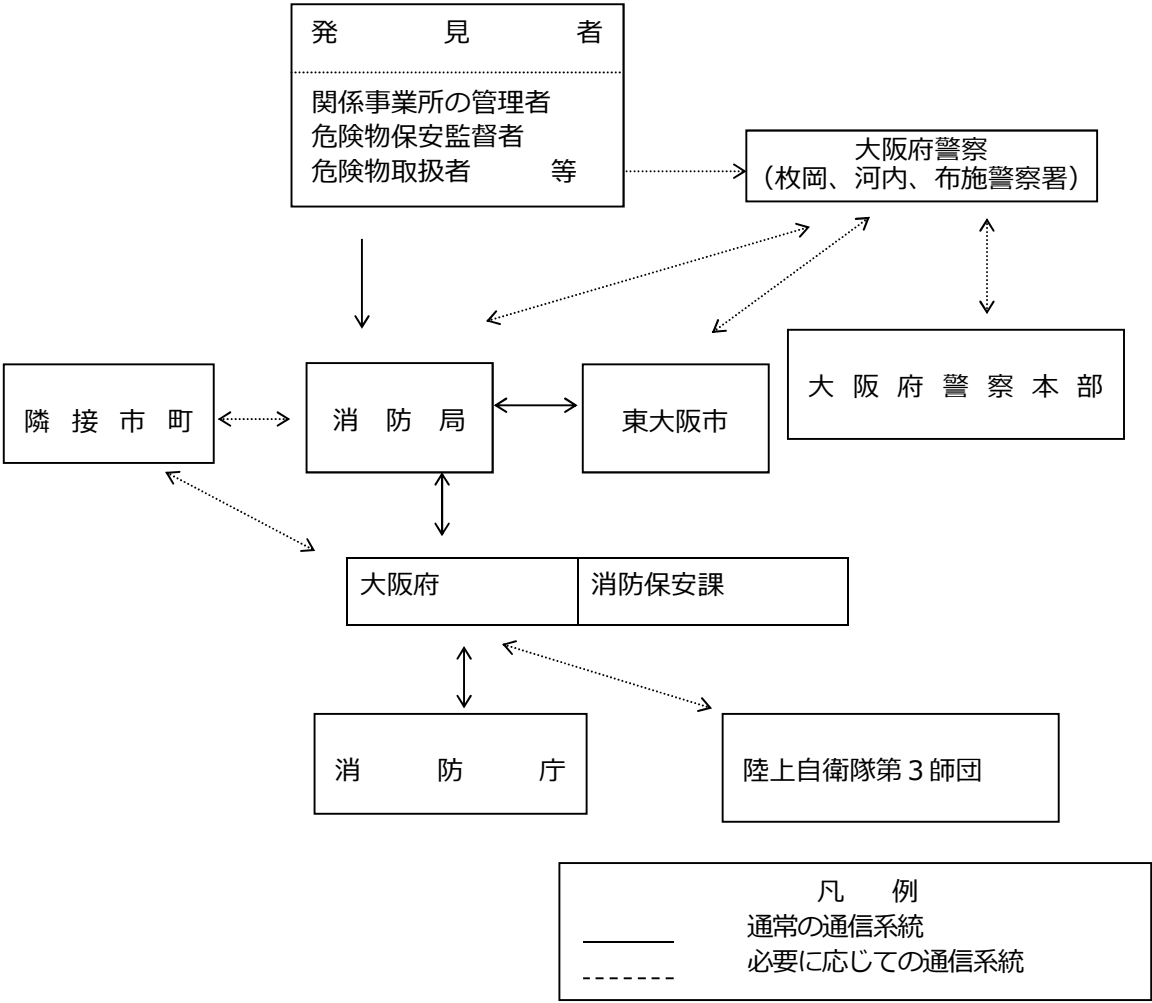 発見者
関係事業所の管理者
危険物保安監督者
危険物取扱者 等
大阪府警察
（枚岡、河内、布施警察署）
大阪府警察本部
隣接市町
消防局
東大阪市
大阪府
消防保安課
消防庁
陸上自衛隊第３師団
凡 例
通常の通信系統
必要に応じての通信系統